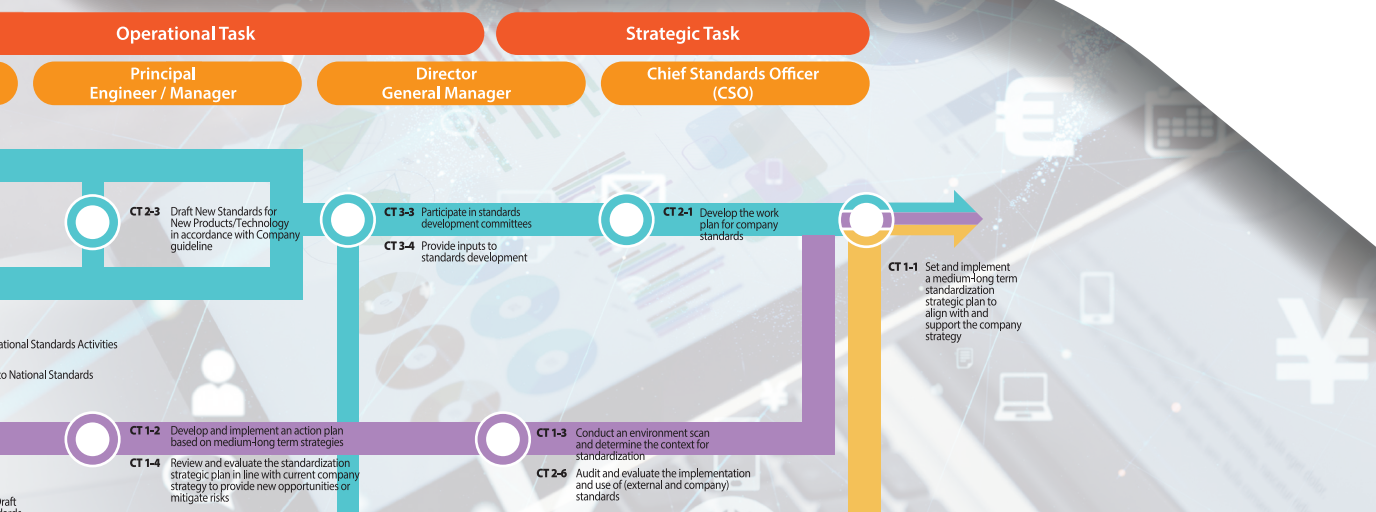 Operational Task
Strategic Task
Principal
Engineer / Manager
Director
General Manager
Chief Standards Officer
(CSO)
CT 2-3 Draft New Standards for
New Products/Technology
in accordance with Company
guideline
CT 3-3 Participate in standards
development committees
CT 3-4 Provide inputs to
standards development
CT 2-1 Develop the work
plan for company
standards
CT 1-1 Set and implement
a medium-long term
standardization
strategic plan to
align with and
support the company
strategy
ational Standards Activities
to National Standards
CT 1-2 Develop and implement an action plan
based on medium-long term strategies
CT 1-4 Review and evaluate the standardization
strategic plan in line with current company
strategy to provide new opportunities or
mitigate risks
CT 1-3 Conduct an environment scan
and determine the context for
standardization
CT 2-6 Audit and evaluate the implementation
and use of (external and company)
standards